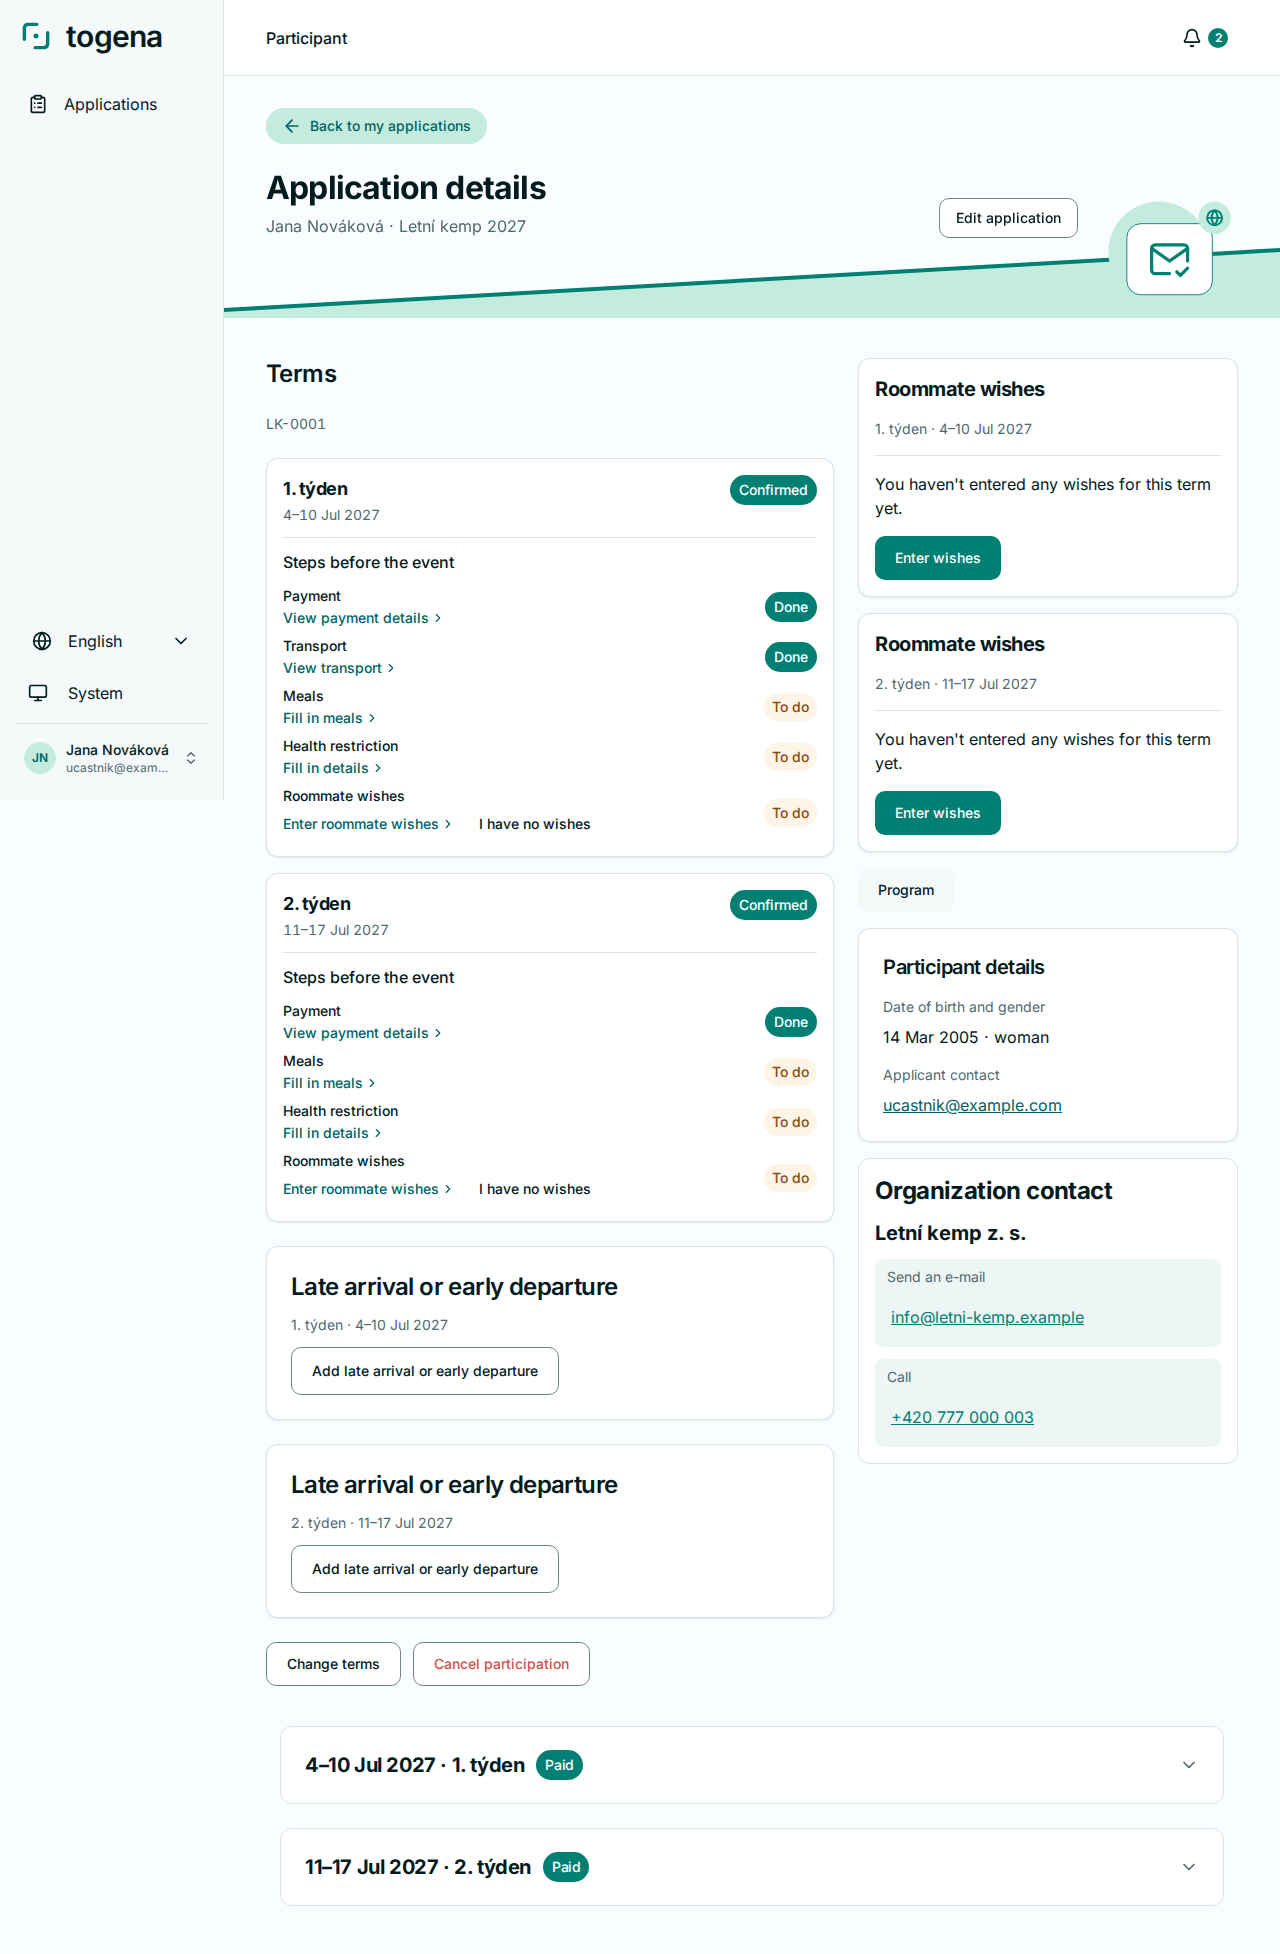 togena
Applications
English
System
JN
Jana Nováková
ucastnik@exam...
Participant
2
Back to my applications
Application details
Jana Nováková · Letní kemp 2027
Edit application
Terms
LK-0001
1. týden
Confirmed
4–10 Jul 2027
Steps before the event
Payment
View payment details
Done
Transport
View transport
Done
Meals
Fill in meals
To do
Health restriction
Fill in details
To do
Roommate wishes
Enter roommate wishes
I have no wishes
To do
2. týden
Confirmed
11–17 Jul 2027
Steps before the event
Payment
View payment details
Done
Meals
Fill in meals
To do
Health restriction
Fill in details
To do
Roommate wishes
Enter roommate wishes
I have no wishes
To do
Late arrival or early departure
1. týden · 4–10 Jul 2027
Add late arrival or early departure
Late arrival or early departure
2. týden · 11–17 Jul 2027
Add late arrival or early departure
Change terms
Cancel participation
Roommate wishes
1. týden · 4–10 Jul 2027
You haven't entered any wishes for this term
yet.
Enter wishes
Roommate wishes
2. týden · 11–17 Jul 2027
You haven't entered any wishes for this term
yet.
Enter wishes
Program
Participant details
Date of birth and gender
14 Mar 2005 · woman
Applicant contact
ucastnik@example.com
Organization contact
Letní kemp z. s.
Send an e-mail
info@letni-kemp.example
Call
+420 777 000 003
4–10 Jul 2027 · 1. týden
Paid
11–17 Jul 2027 · 2. týden
Paid